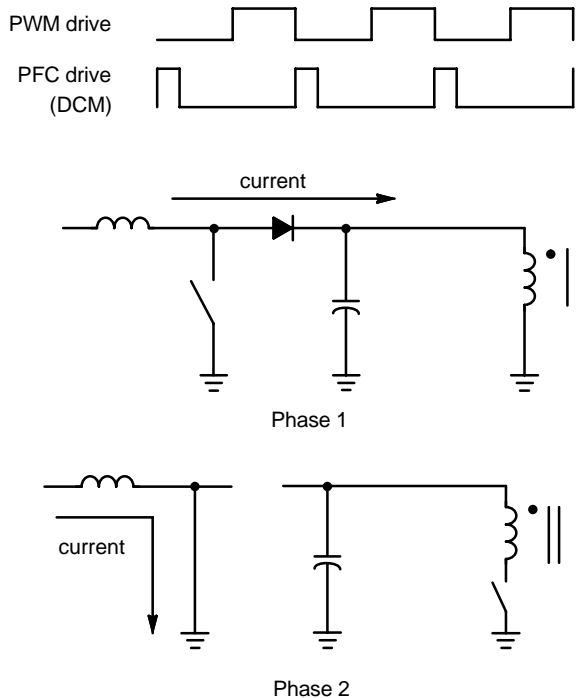 PWM drive
PFC drive
(DCM)
current
Phase 1
current
Phase 2